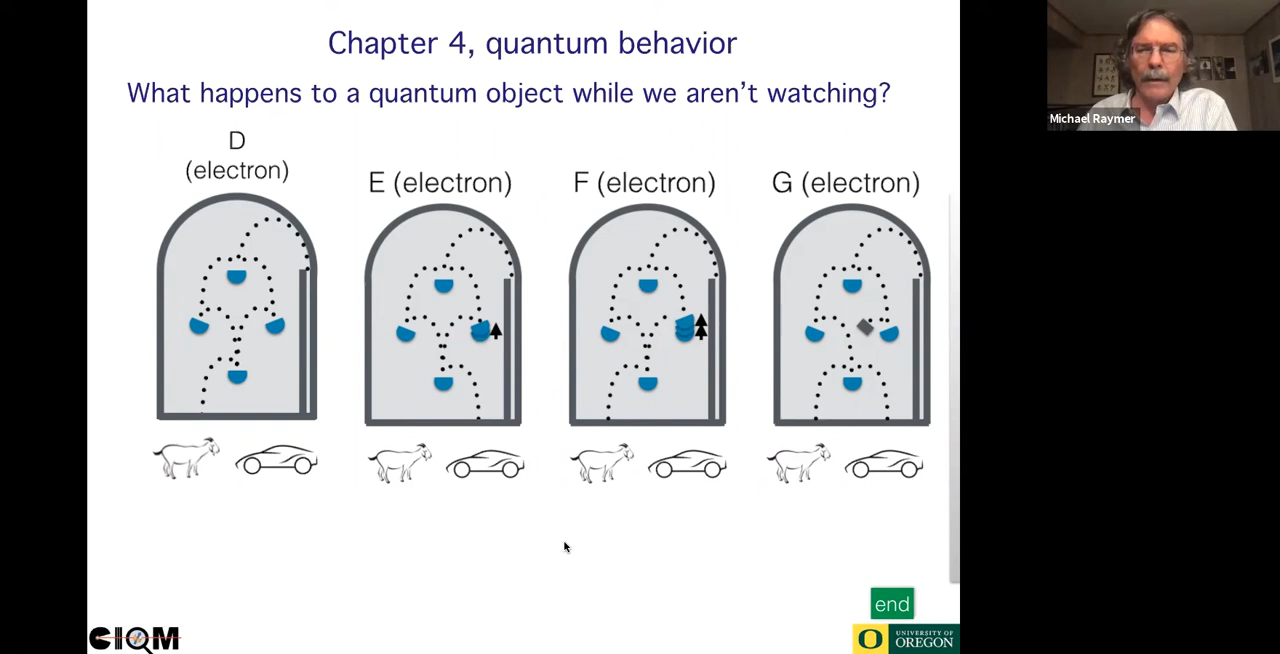 Chapter 4, quantum behavior
What happens to a quantum object while we aren't watching?
Michael Raymer
D
(electron)
E (electron)
F (electron)
G (electron)
end
CIQM
O
UNIVERSITY OF
OREGON